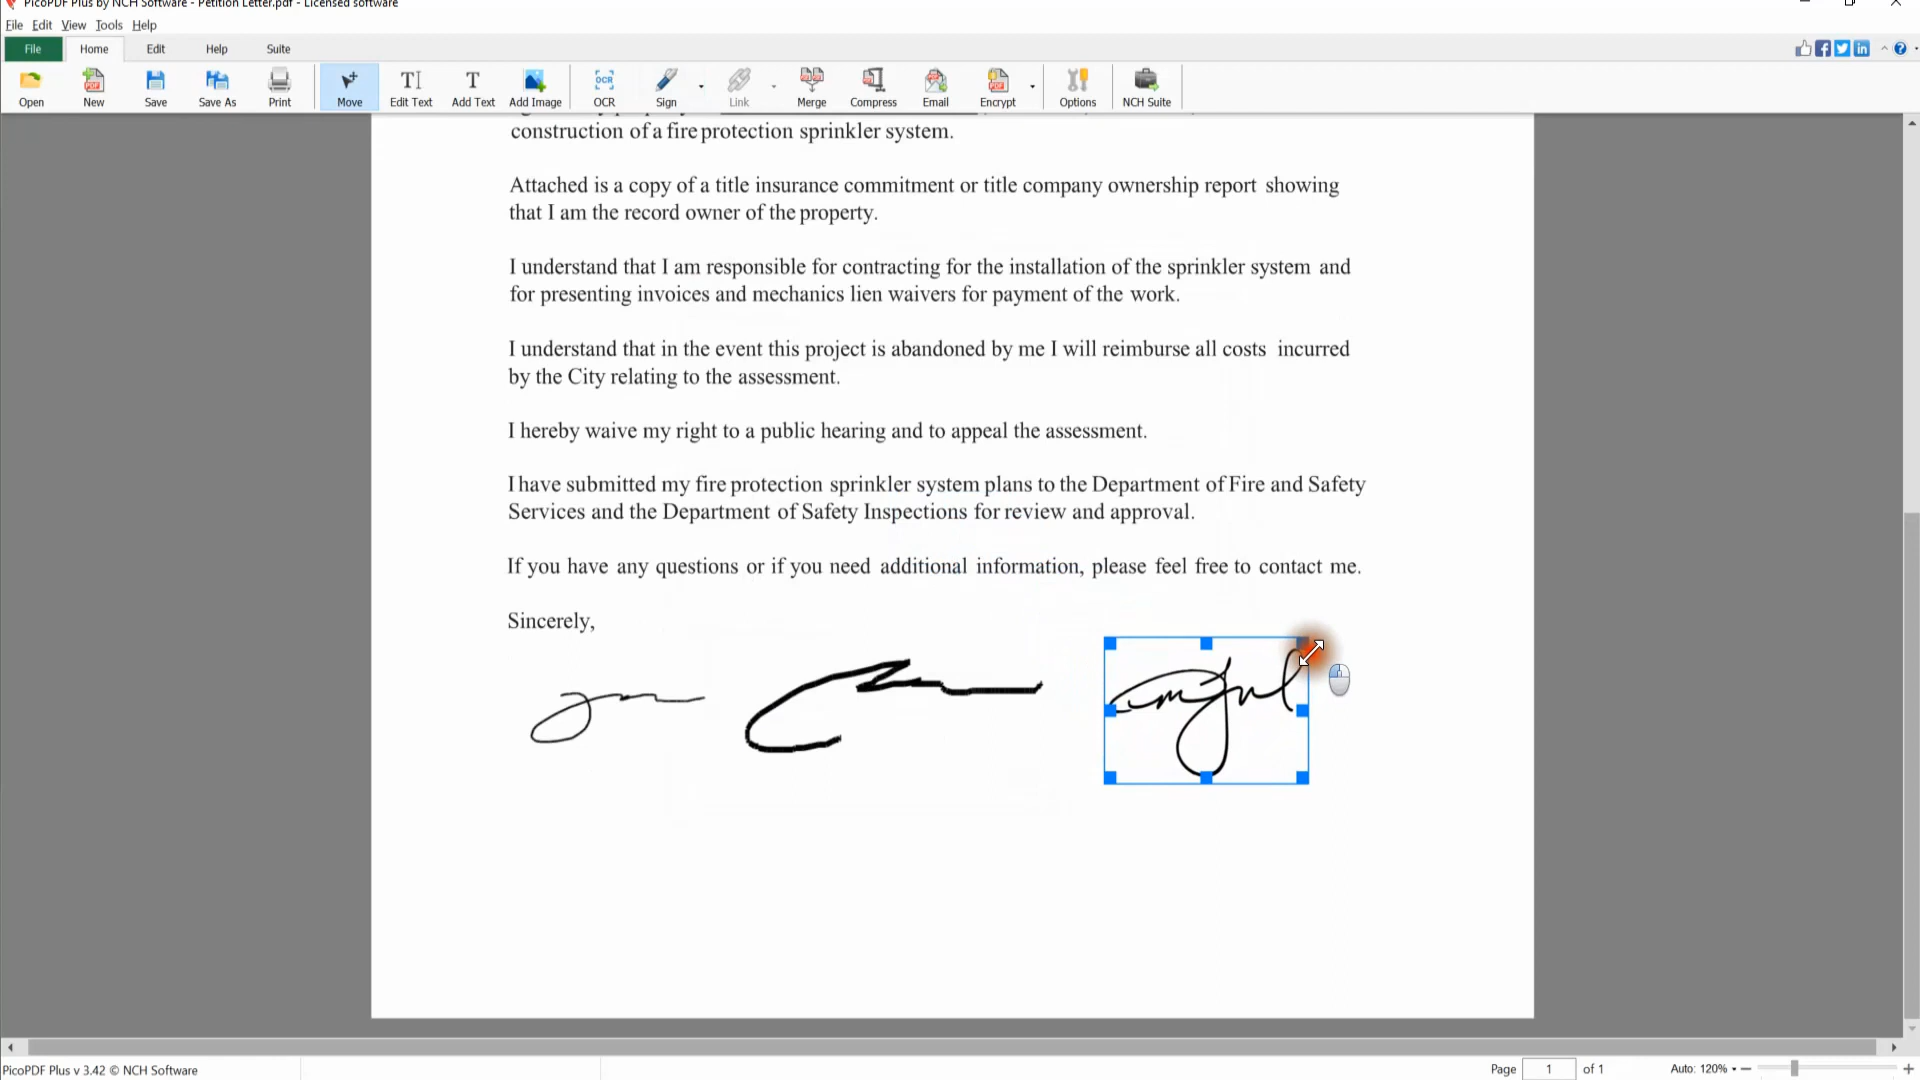 PicoPDF Plus by NCH Software - Petition Letter.pdf - Licensed software
File Edit View Tools Help
File Home Edit Help Suite
Open New Save Save As Print Move Edit Text Add Text Add Image OCR Sign Link Merge Compress Email Encrypt Options NCH Suite
construction of a fire protection sprinkler system.
Attached is a copy of a title insurance commitment or title company ownership report showing
that I am the record owner of the property.
I understand that I am responsible for contracting for the installation of the sprinkler system and
for presenting invoices and mechanics lien waivers for payment of the work.
I understand that in the event this project is abandoned by me I will reimburse all costs incurred
by the City relating to the assessment.
I hereby waive my right to a public hearing and to appeal the assessment.
I have submitted my fire protection sprinkler system plans to the Department of Fire and Safety
Services and the Department of Safety Inspections for review and approval.
If you have any questions or if you need additional information, please feel free to contact me.
Sincerely,
PicoPDF Plus v 3.42 © NCH Software
Page 1 of 1 Auto: 120%